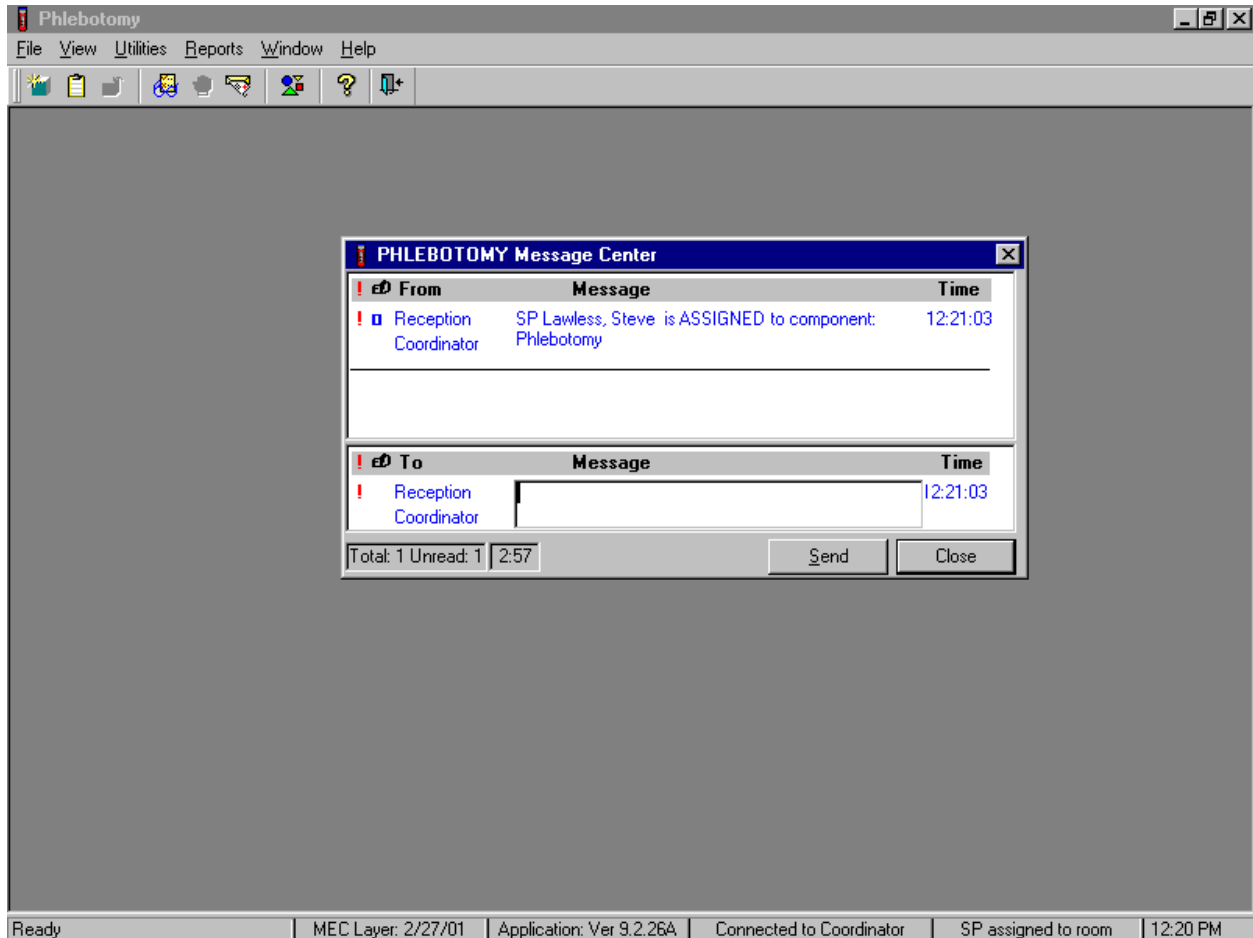 Phlebotomy
File View Utilities Reports Window Help
PHLEBOTOMY Message Center
! From Message Time
! Reception SP Lawless, Steve is ASSIGNED to component: 12:21:03
Coordinator Phlebotomy
! To Message Time
! Reception 12:21:03
Coordinator
Total: 1 Unread: 1 2:57 Send Close
Ready MEC Layer: 2/27/01 Application: Ver 9.2.26A Connected to Coordinator SP assigned to room 12:20 PM